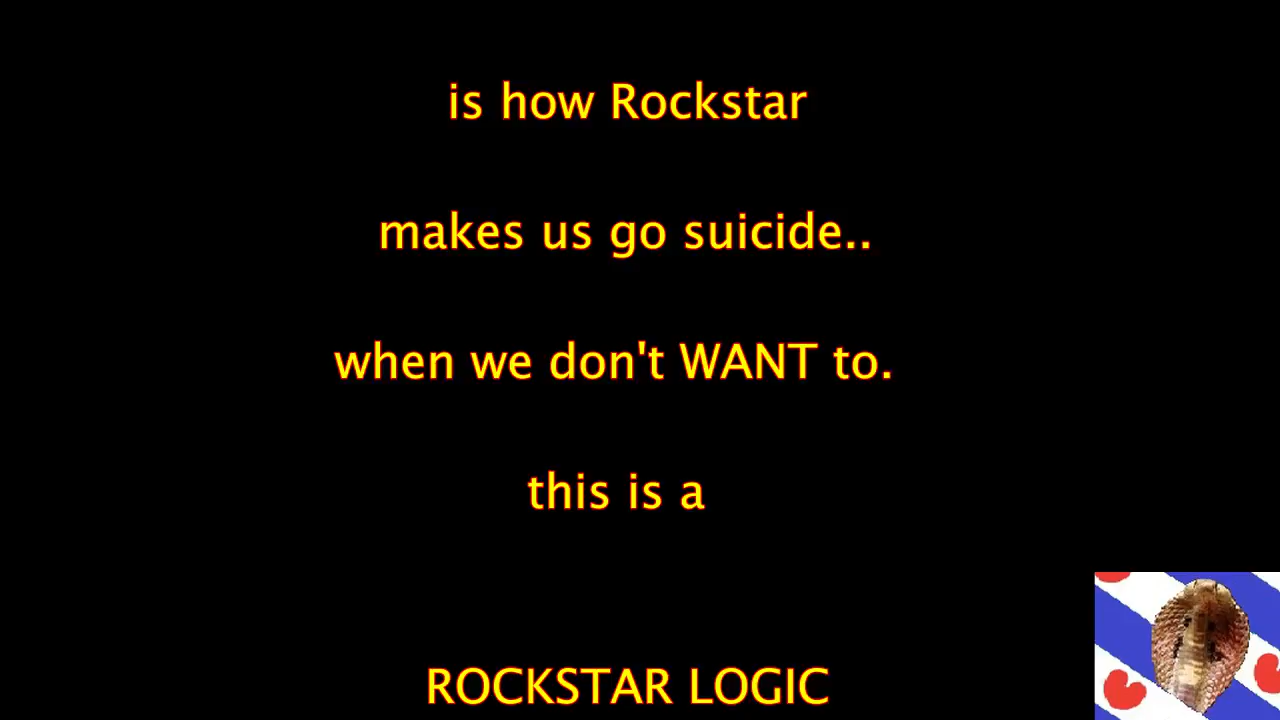 is how Rockstar
makes us go suicide..
when we don't WANT to.
this is a
ROCKSTAR LOGIC